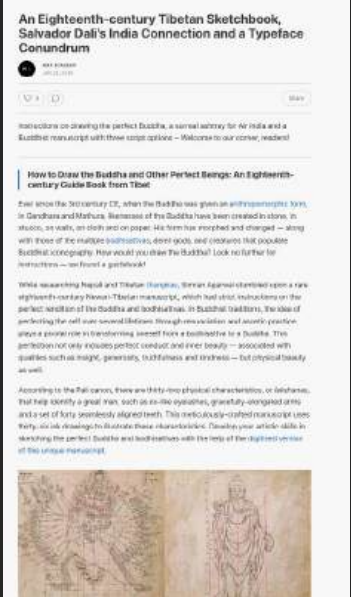 An Eighteenth-century Tibetan Sketchbook,
Salvador Dali's India Connection and a Typeface
Conundrum
Share
Instructions on drawing the perfect Buddha, a surreal ashtray for Air India and a
Buddhist manuscript with three script options – Welcome to our corner, readers!
How to Draw the Buddha and Other Perfect Beings: An Eighteenth-
century Guide Book from Tibet
Ever since the 3rd century CE, when the Buddha was given an anthropomorphic form,
in Gandhara and Mathura, likenesses of the Buddha have been created in stone, in
stucco, on walls, on cloth and on paper. His form has morphed and changed — along
with those of the multiple bodhisattvas, demi-gods, and creatures that populate
Buddhist iconography. How would you draw the Buddha? Look no further for
instructions — we found a guidebook!
While researching Nepali and Tibetan thangkas, Simran Agarwal stumbled upon a rare
eighteenth-century Newari-Tibetan manuscript, which had strict instructions on the
perfect rendition of the Buddha and bodhisattvas. In Buddhist traditions, the idea of
perfecting the self over several lifetimes through renunciation and ascetic practice
plays a pivotal role in transforming oneself from a bodhisattva to a Buddha. This
perfection not only includes perfect conduct and inner beauty — associated with
qualities such as insight, generosity, truthfulness and kindness — but physical beauty
as well.
According to the Pali canon, there are thirty-two physical characteristics, or lakshanas,
that help identify a great man, such as ox-like eyelashes, gracefully-elongated arms
and a set of forty seamlessly aligned teeth. This meticulously-crafted manuscript uses
thirty-six ink drawings to illustrate these characteristics. Develop your artistic skills in
sketching the perfect Buddha and bodhisattvas with the help of the digitised version
of this unique manuscript.